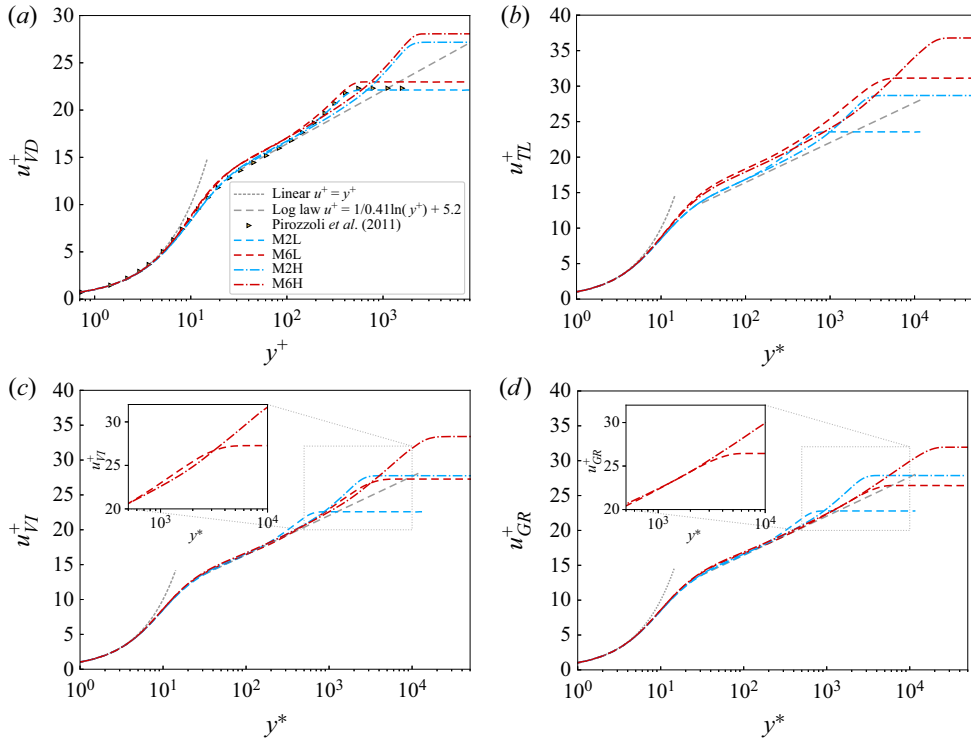 (a)
30
25
20
15
10
5
0
u⁺VD
10⁰
10¹
10²
10³
y⁺
Linear u⁺ = y⁺
Log law u⁺ = 1/0.41ln( y⁺) + 5.2
Pirozzoli et al. (2011)
M2L
M6L
M2H
M6H
(b)
40
35
30
25
20
15
10
5
0
u⁺TL
10⁰
10¹
10²
10³
10⁴
y*
(c)
40
35
30
25
20
15
10
5
0
u⁺VI
10⁰
10¹
10²
10³
10⁴
y*
30
25
20
u⁺VI
10³
10⁴
y*
(d)
40
35
30
25
20
15
10
5
0
u⁺GR
10⁰
10¹
10²
10³
10⁴
y*
30
25
20
u⁺GR
10³
10⁴
y*